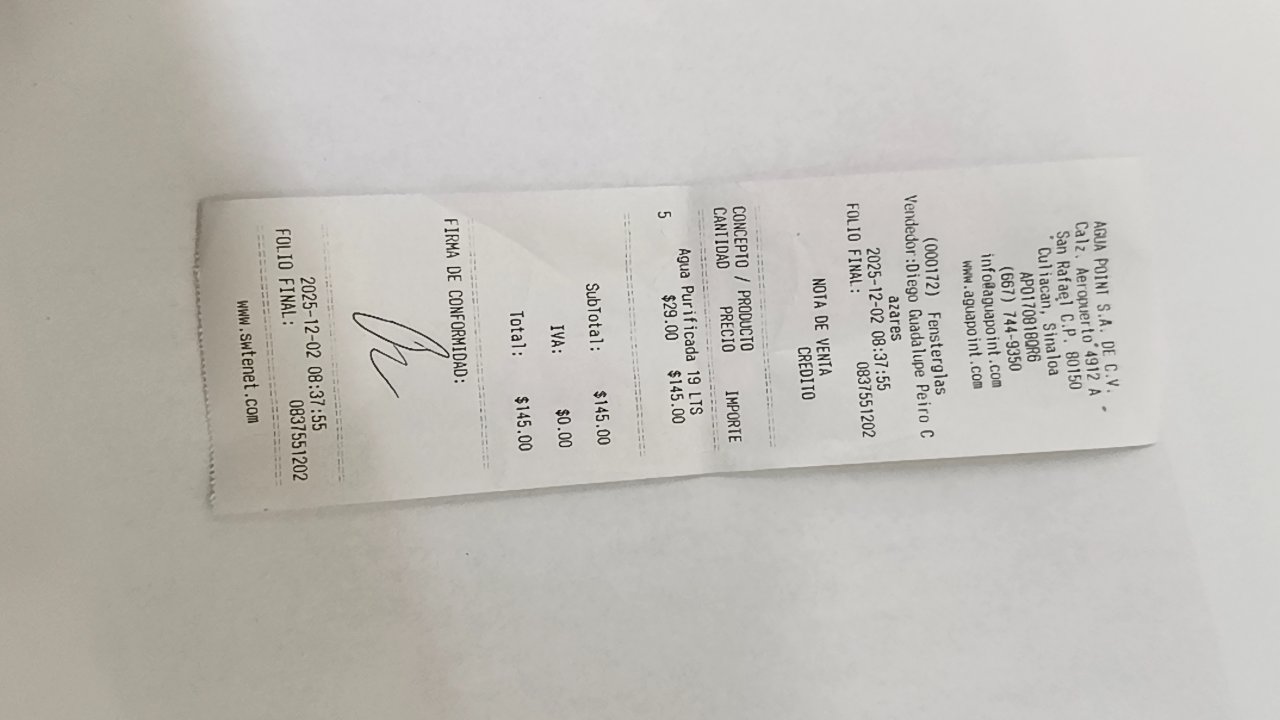 AGUA POINT S.A. DE C.V.
Calz. Aeropuerto 4912 A -
San Rafael C.P. 80150
Culiacan, Sinaloa
APO170818QR6
(667) 744-9350
info@aguapoint.com
www.aguapoint.com
(000172) Fensterglas
Vendedor:Diego Guadalupe Peiro C
azares
2025-12-02 08:37:55
FOLIO FINAL: 0837551202
NOTA DE VENTA
CREDITO
CONCEPTO / PRODUCTO
CANTIDAD PRECIO IMPORTE
Agua Purificada 19 LTS
5 $29.00 $145.00
SubTotal: $145.00
IVA: $0.00
Total: $145.00
FIRMA DE CONFORMIDAD:
2025-12-02 08:37:55
FOLIO FINAL: 0837551202
www.swtenet.com